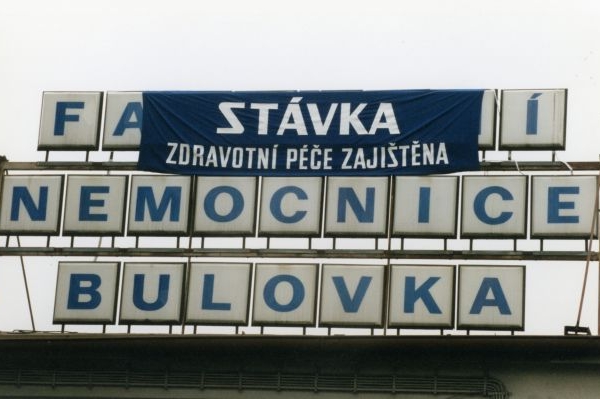 STÁVKA
ZDRAVOTNÍ PÉČE ZAJIŠTĚNA
NEMOCNICE
BULOVKA